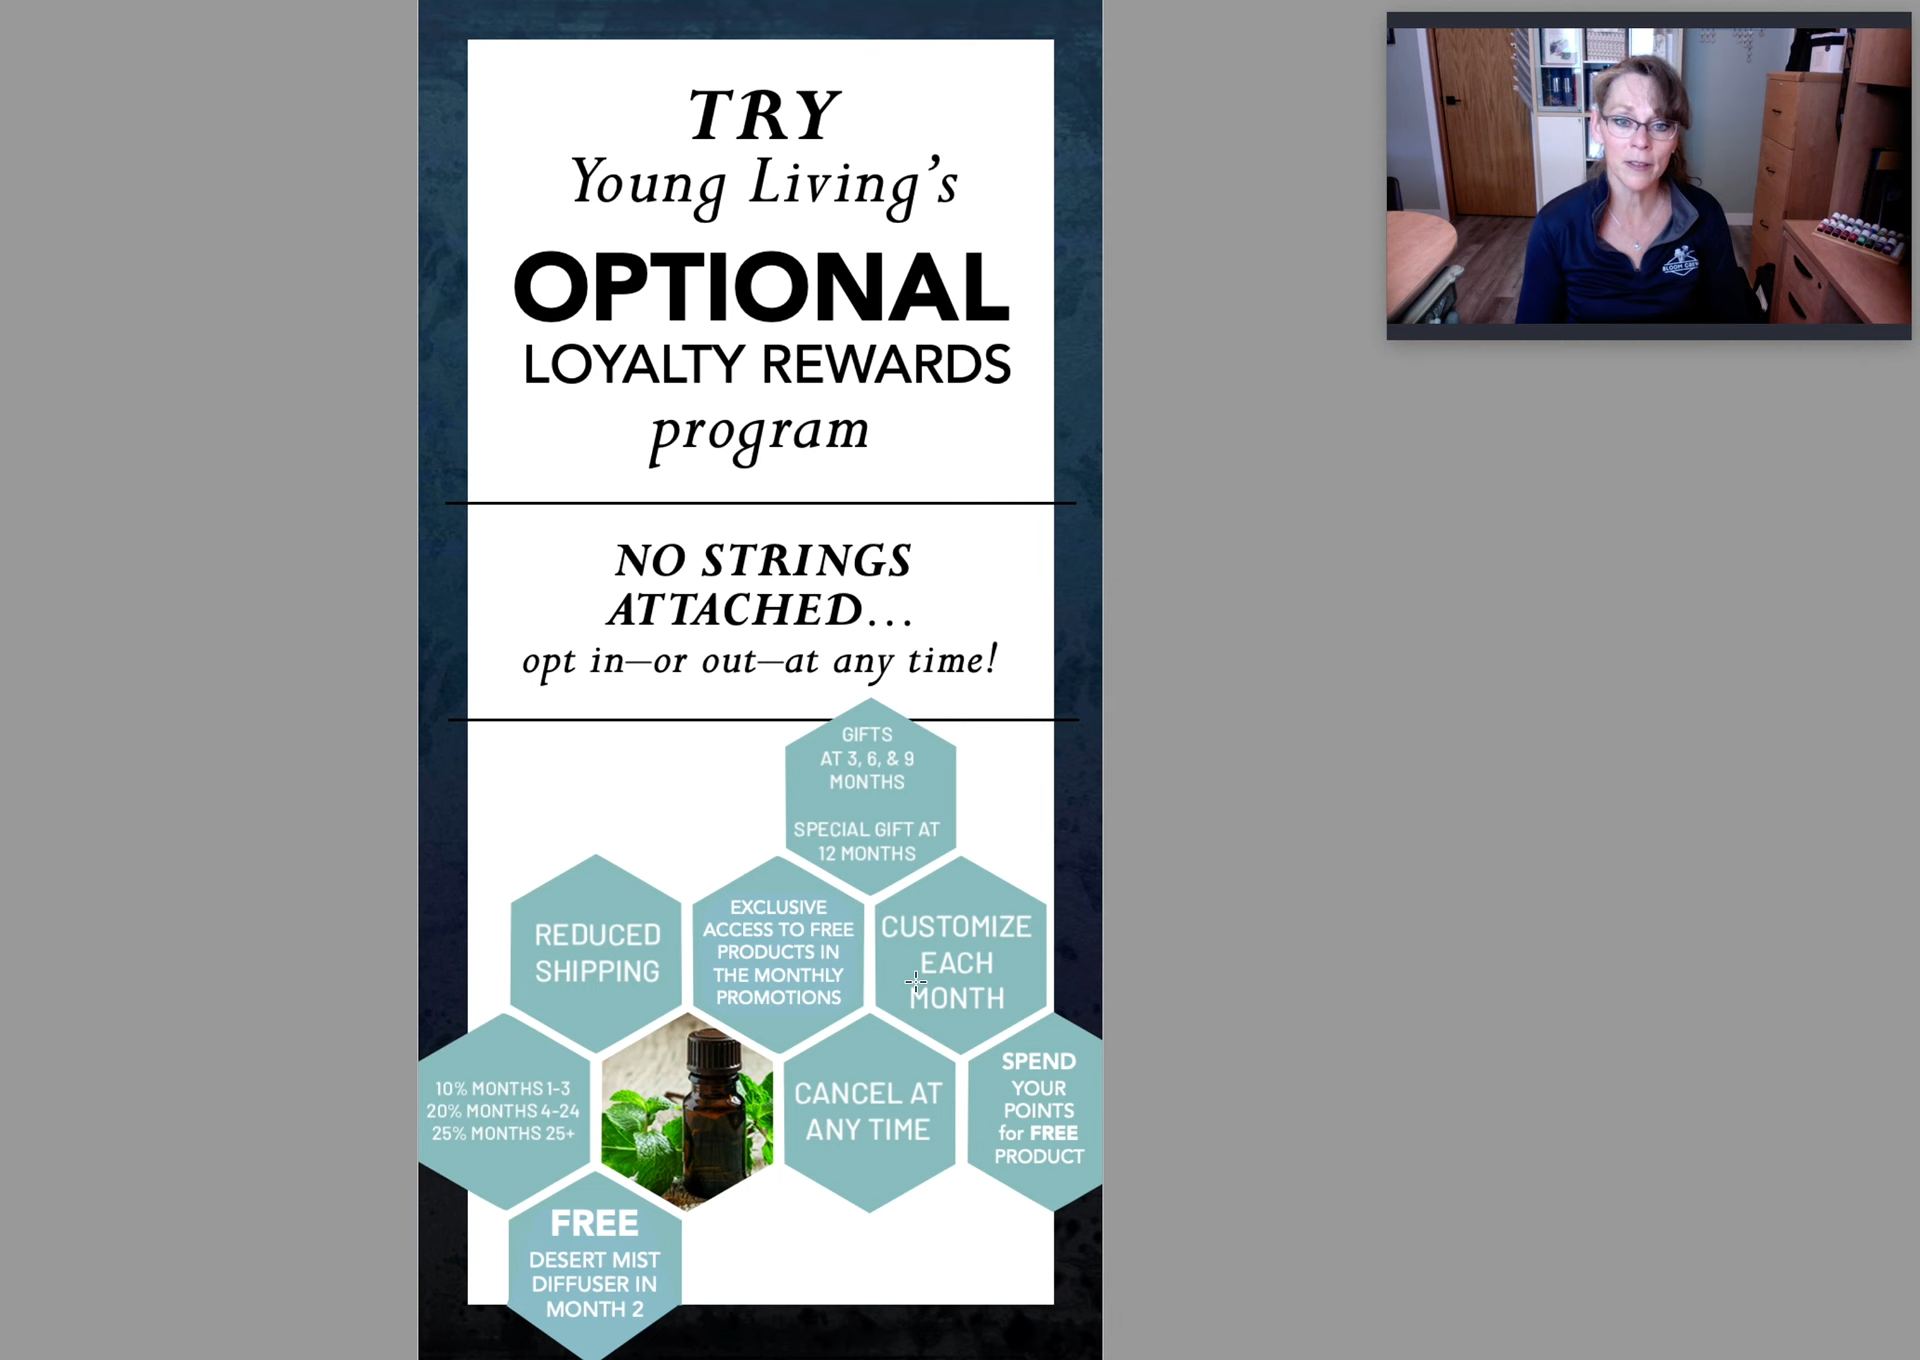 TRY
Young Living's
OPTIONAL
LOYALTY REWARDS
program
NO STRINGS
ATTACHED...
opt in—or out—at any time!
GIFTS
AT 3, 6, & 9
MONTHS
SPECIAL GIFT AT
12 MONTHS
REDUCED
SHIPPING
EXCLUSIVE
ACCESS TO FREE
PRODUCTS IN
THE MONTHLY
PROMOTIONS
CUSTOMIZE
EACH
MONTH
10% MONTHS 1-3
20% MONTHS 4-24
25% MONTHS 25+
CANCEL AT
ANY TIME
SPEND
YOUR
POINTS
for FREE
PRODUCT
FREE
DESERT MIST
DIFFUSER IN
MONTH 2